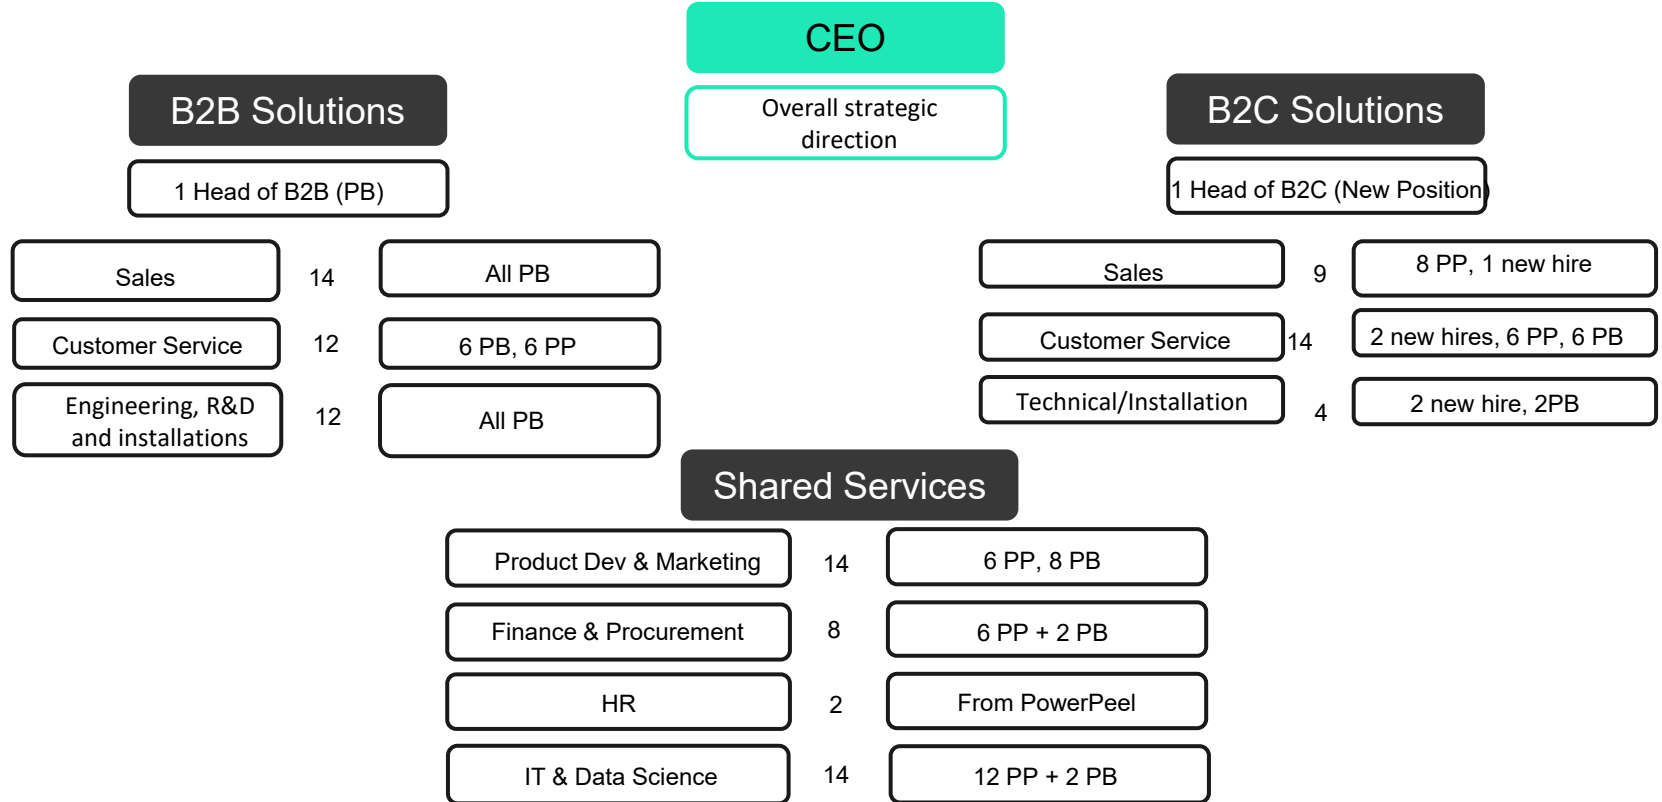 CEO
Overall strategic
direction
B2B Solutions
1 Head of B2B (PB)
Sales
14
All PB
Customer Service
12
6 PB, 6 PP
Engineering, R&D
and installations
12
All PB
B2C Solutions
1 Head of B2C (New Position)
Sales
9
8 PP, 1 new hire
Customer Service
14
2 new hires, 6 PP, 6 PB
Technical/Installation
4
2 new hire, 2PB
Shared Services
Product Dev & Marketing
14
6 PP, 8 PB
Finance & Procurement
8
6 PP + 2 PB
HR
2
From PowerPeel
IT & Data Science
14
12 PP + 2 PB